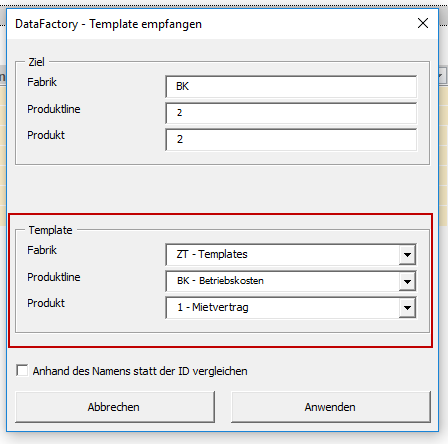 DataFactory - Template empfangen
Ziel
Fabrik BK
Produktline 2
Produkt 2
Template
Fabrik ZT - Templates
Produktline BK - Betriebskosten
Produkt 1 - Mietvertrag
Anhand des Namens statt der ID vergleichen
Abbrechen Anwenden